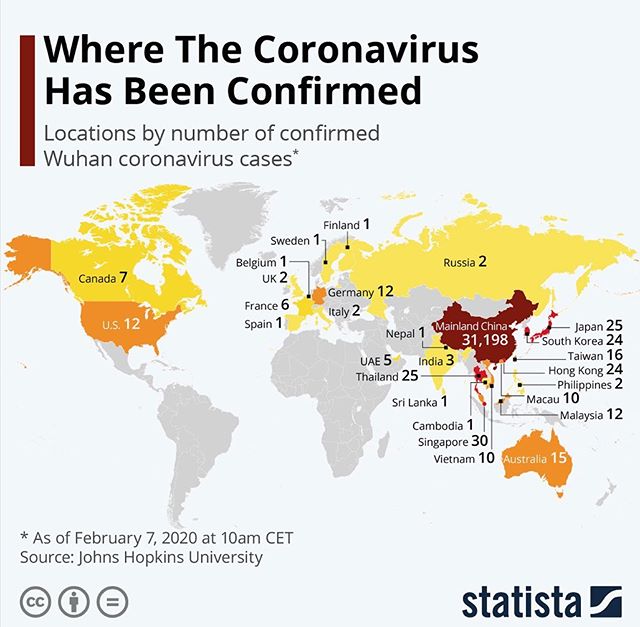 Where The Coronavirus
Has Been Confirmed
Locations by number of confirmed
Wuhan coronavirus cases*
Finland 1
Sweden 1
Belgium 1
Russia 2
Canada 7
UK 2
Germany 12
France 6
Italy 2
U.S. 12
Spain 1
Mainland China
31,198
Japan 25
Nepal 1
South Korea 24
UAE 5
India 3
Taiwan 16
Thailand 25
Hong Kong 24
Philippines 2
Sri Lanka 1
Macau 10
Malaysia 12
Cambodia 1
Singapore 30
Vietnam 10
Australia 15
* As of February 7, 2020 at 10am CET
Source: Johns Hopkins University
cc
statista